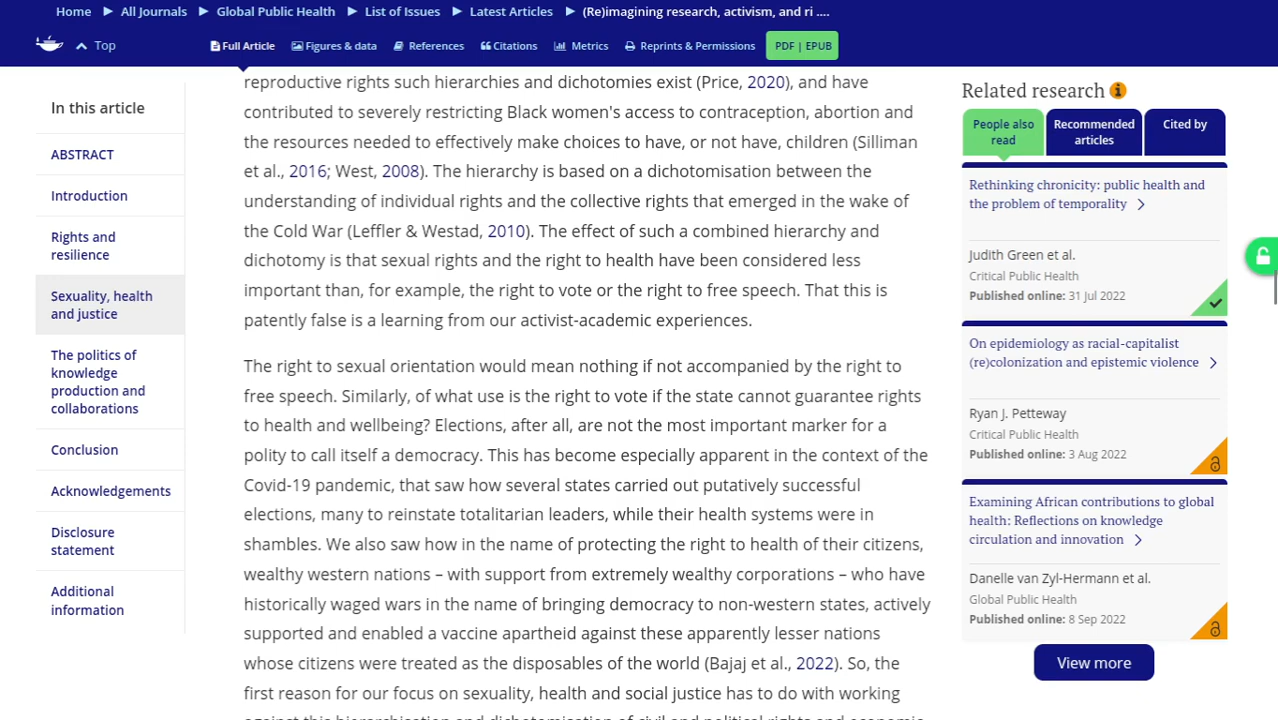 Home ▶ All Journals ▶ Global Public Health ▶ List of Issues ▶ Latest Articles ▶ (Re)imagining research, activism, and ri ....
Top
Full Article Figures & data References Citations Metrics Reprints & Permissions PDF | EPUB
In this article
ABSTRACT
Introduction
Rights and
resilience
Sexuality, health
and justice
The politics of
knowledge
production and
collaborations
Conclusion
Acknowledgements
Disclosure
statement
Additional
information
reproductive rights such hierarchies and dichotomies exist (Price, 2020), and have
contributed to severely restricting Black women's access to contraception, abortion and
the resources needed to effectively make choices to have, or not have, children (Silliman
et al., 2016; West, 2008). The hierarchy is based on a dichotomisation between the
understanding of individual rights and the collective rights that emerged in the wake of
the Cold War (Leffler & Westad, 2010). The effect of such a combined hierarchy and
dichotomy is that sexual rights and the right to health have been considered less
important than, for example, the right to vote or the right to free speech. That this is
patently false is a learning from our activist-academic experiences.
The right to sexual orientation would mean nothing if not accompanied by the right to
free speech. Similarly, of what use is the right to vote if the state cannot guarantee rights
to health and wellbeing? Elections, after all, are not the most important marker for a
polity to call itself a democracy. This has become especially apparent in the context of the
Covid-19 pandemic, that saw how several states carried out putatively successful
elections, many to reinstate totalitarian leaders, while their health systems were in
shambles. We also saw how in the name of protecting the right to health of their citizens,
wealthy western nations – with support from extremely wealthy corporations – who have
historically waged wars in the name of bringing democracy to non-western states, actively
supported and enabled a vaccine apartheid against these apparently lesser nations
whose citizens were treated as the disposables of the world (Bajaj et al., 2022). So, the
first reason for our focus on sexuality, health and social justice has to do with working
against this hierarchisation and dichotomisation of civil and political rights and economic
Related research
People also
read
Recommended
articles
Cited by
Rethinking chronicity: public health and
the problem of temporality
Judith Green et al.
Critical Public Health
Published online: 31 Jul 2022
On epidemiology as racial-capitalist
(re)colonization and epistemic violence
Ryan J. Petteway
Critical Public Health
Published online: 3 Aug 2022
Examining African contributions to global
health: Reflections on knowledge
circulation and innovation
Danelle van Zyl-Hermann et al.
Global Public Health
Published online: 8 Sep 2022
View more